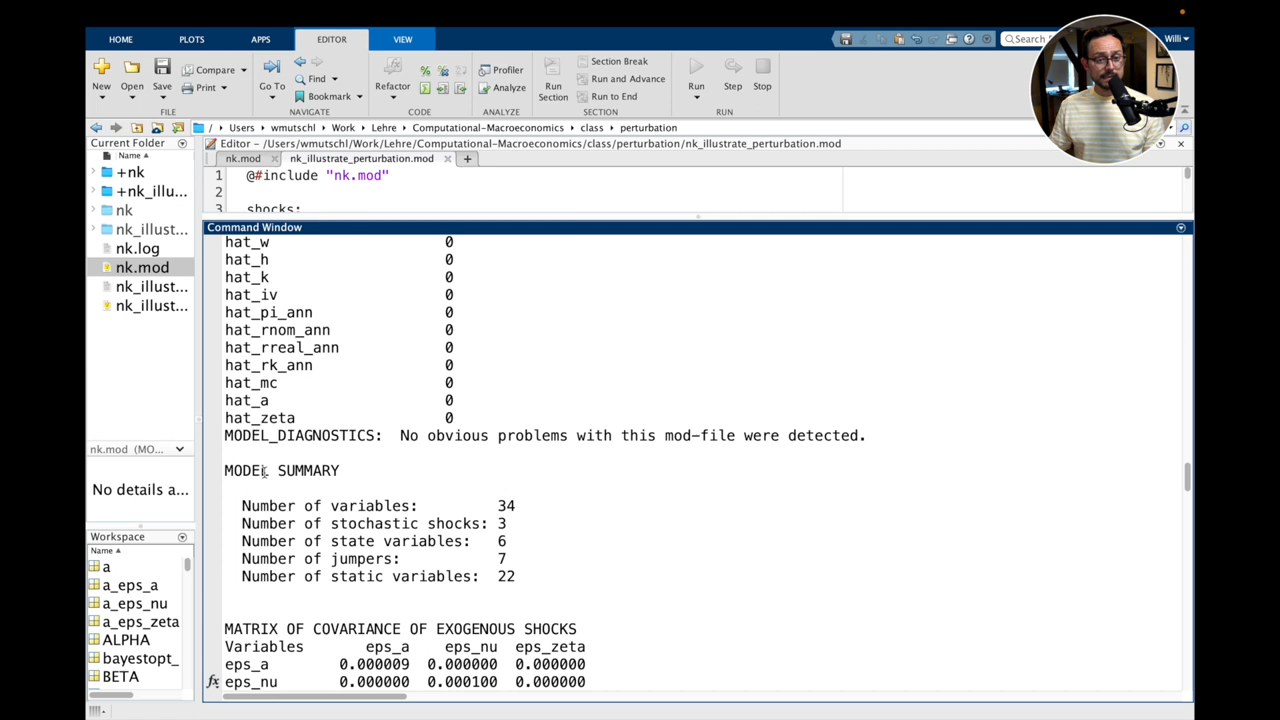 HOME PLOTS APPS EDITOR VIEW Search Willi
New Open Save Compare Print Go To Find Bookmark Refactor Profiler Analyze Run Section Section Break Run and Advance Run to End Run Step Stop
FILE NAVIGATE CODE ANALYZE SECTION RUN
/ Users wmutschl Work Lehre Computational-Macroeconomics class perturbation
Current Folder
Name
+nk
+nk_illu...
nk
nk_illust...
nk.log
nk.mod
nk_illust...
nk_illust...
nk.mod (MO...
No details a...
Workspace
Name
a
a_eps_a
a_eps_nu
a_eps_zeta
ALPHA
bayestopt_
BETA
Editor - /Users/wmutschl/Work/Lehre/Computational-Macroeconomics/class/perturbation/nk_illustrate_perturbation.mod
nk.mod nk_illustrate_perturbation.mod
1 @#include "nk.mod"
2
3 shocks;
Command Window
hat_w 0
hat_h 0
hat_k 0
hat_iv 0
hat_pi_ann 0
hat_rnom_ann 0
hat_rreal_ann 0
hat_rk_ann 0
hat_mc 0
hat_a 0
hat_zeta 0
MODEL_DIAGNOSTICS: No obvious problems with this mod-file were detected.
MODEL SUMMARY
Number of variables: 34
Number of stochastic shocks: 3
Number of state variables: 6
Number of jumpers: 7
Number of static variables: 22
MATRIX OF COVARIANCE OF EXOGENOUS SHOCKS
Variables eps_a eps_nu eps_zeta
eps_a 0.000009 0.000000 0.000000
fx eps_nu 0.000000 0.000100 0.000000